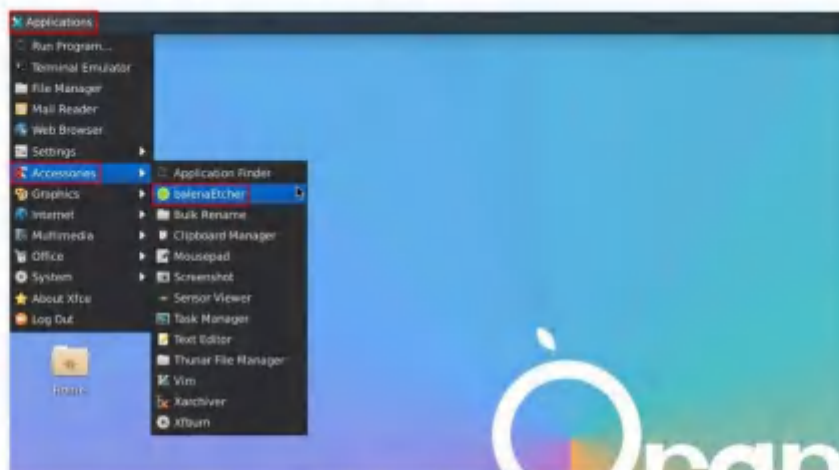 Applications
Run Program...
Terminal Emulator
File Manager
Mail Reader
Web Browser
Settings
Accessories
Graphics
Internet
Multimedia
Office
System
About Xfce
Log Out
Application Finder
balenaEtcher
Bulk Rename
Clipboard Manager
Mousepad
Screenshot
Sensor Viewer
Task Manager
Text Editor
Thunar File Manager
Vim
Xarchiver
Xfburn
Home